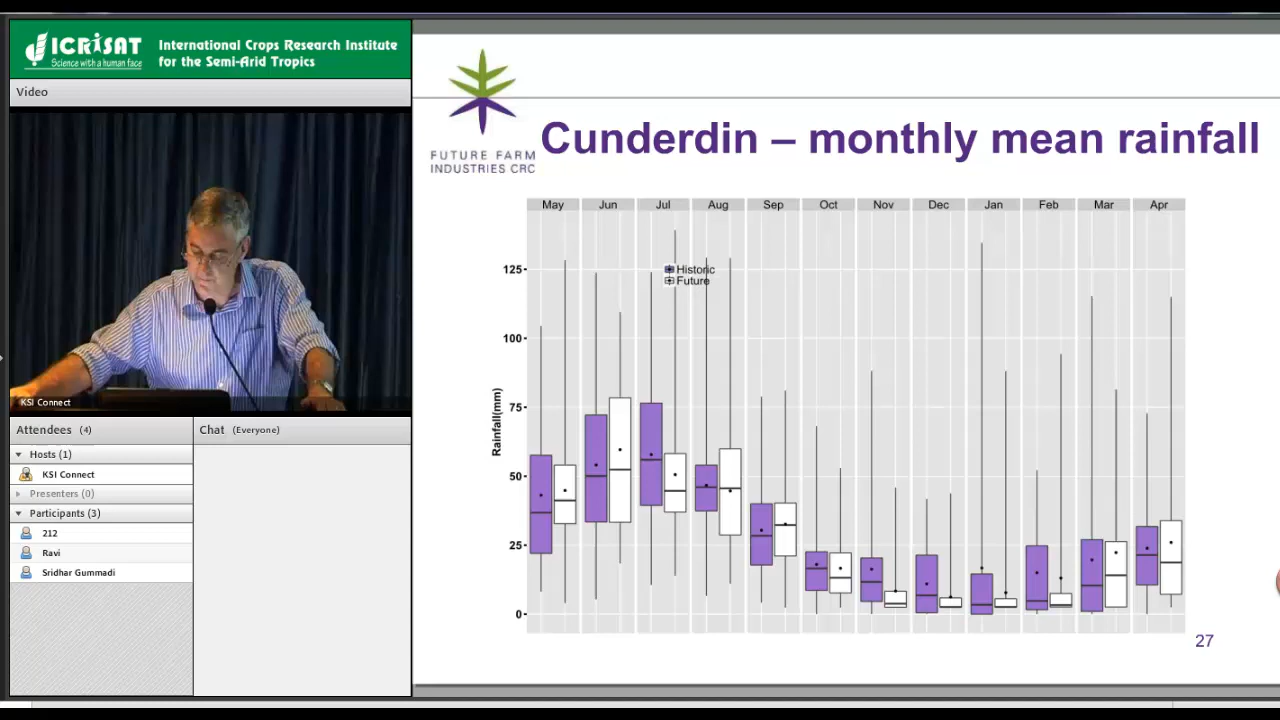 ICRISAT
Science with a human face
International Crops Research Institute
for the Semi-Arid Tropics
Video
KSI Connect
Attendees (4)
Hosts (1)
KSI Connect
Presenters (0)
Participants (3)
212
Ravi
Sridhar Gummadi
Chat (Everyone)
FUTURE FARM
INDUSTRIES CRC
Cunderdin – monthly mean rainfall
May Jun Jul Aug Sep Oct Nov Dec Jan Feb Mar Apr
Historic
Future
125
100
75
50
25
0
Rainfall(mm)
27